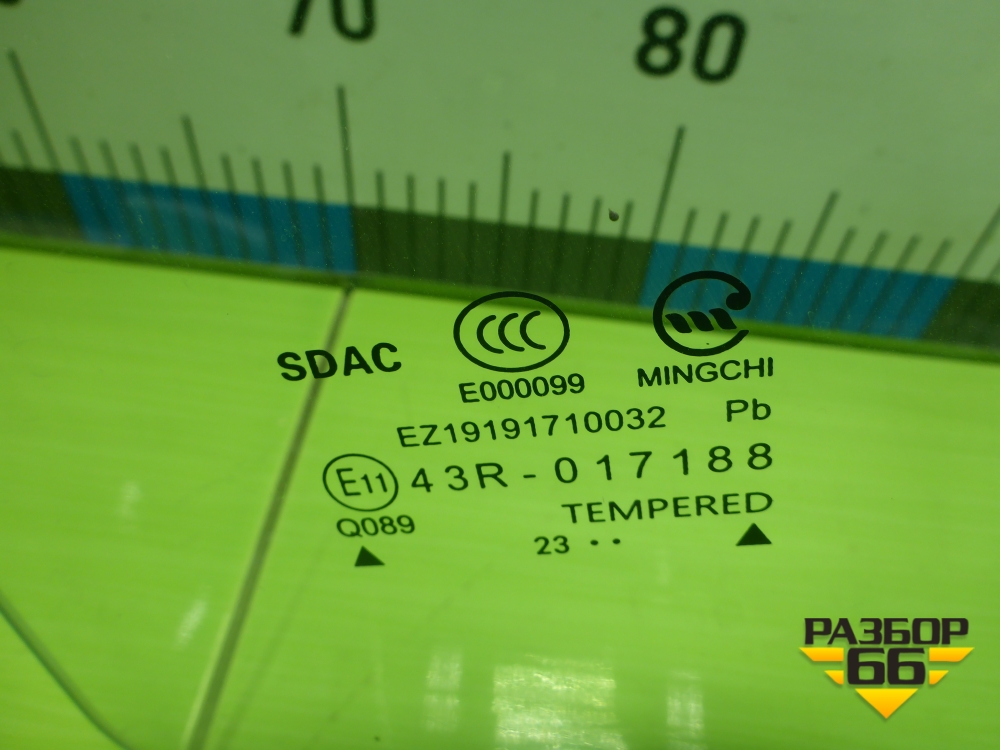 70
80
SDAC
CCC
E000099
MINGCHI
EZ19191710032 Pb
E11 43R-017188
Q089
TEMPERED
23 ••
РАЗБОР
66